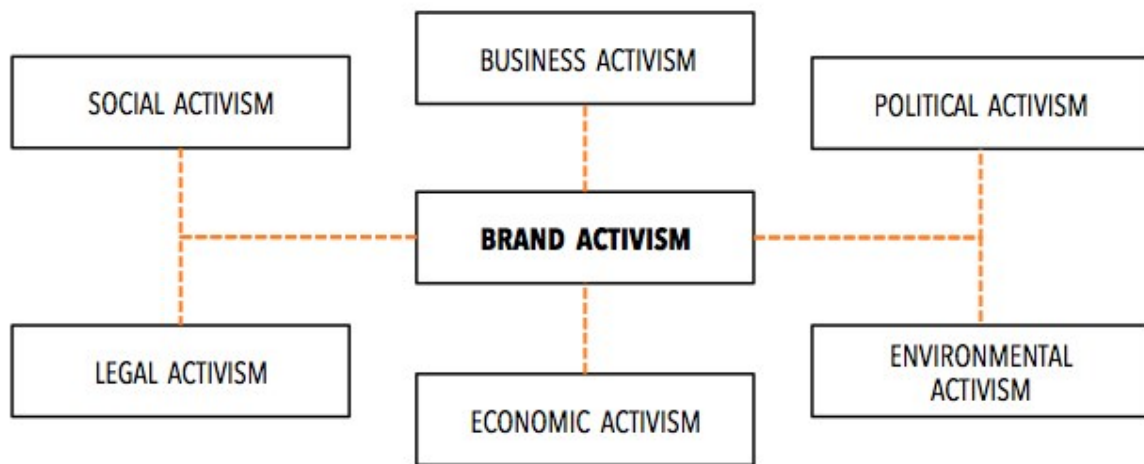 BUSINESS ACTIVISM
SOCIAL ACTIVISM
POLITICAL ACTIVISM
BRAND ACTIVISM
LEGAL ACTIVISM
ENVIRONMENTAL
ACTIVISM
ECONOMIC ACTIVISM